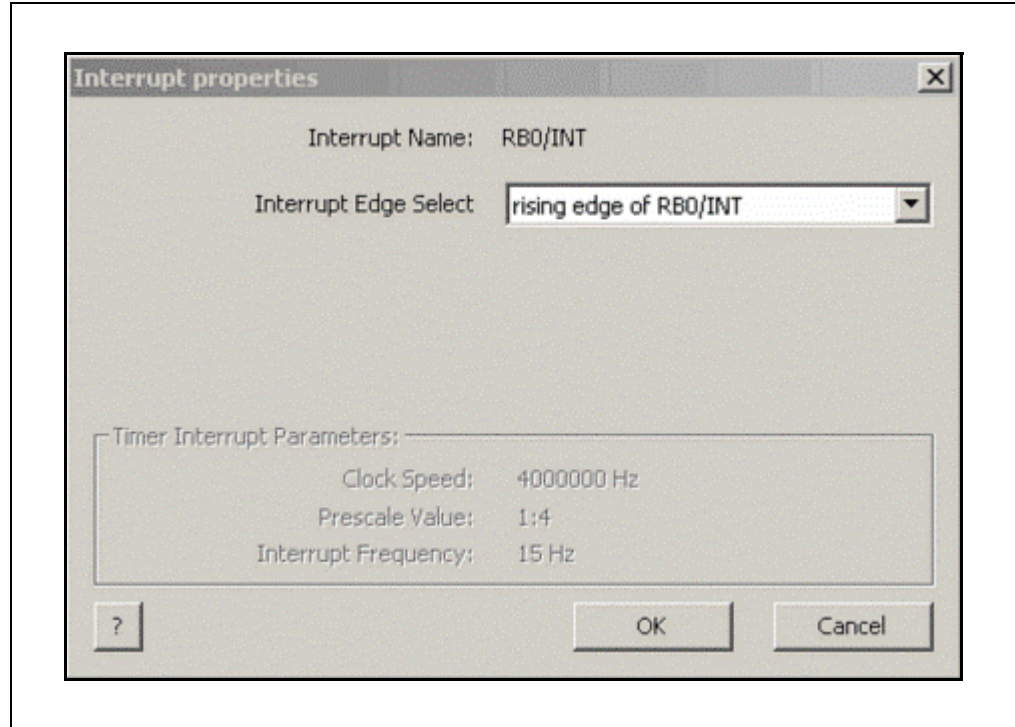 Interrupt properties
Interrupt Name: RB0/INT
Interrupt Edge Select rising edge of RB0/INT
Timer Interrupt Parameters:
Clock Speed: 4000000 Hz
Prescale Value: 1:4
Interrupt Frequency: 15 Hz
? OK Cancel